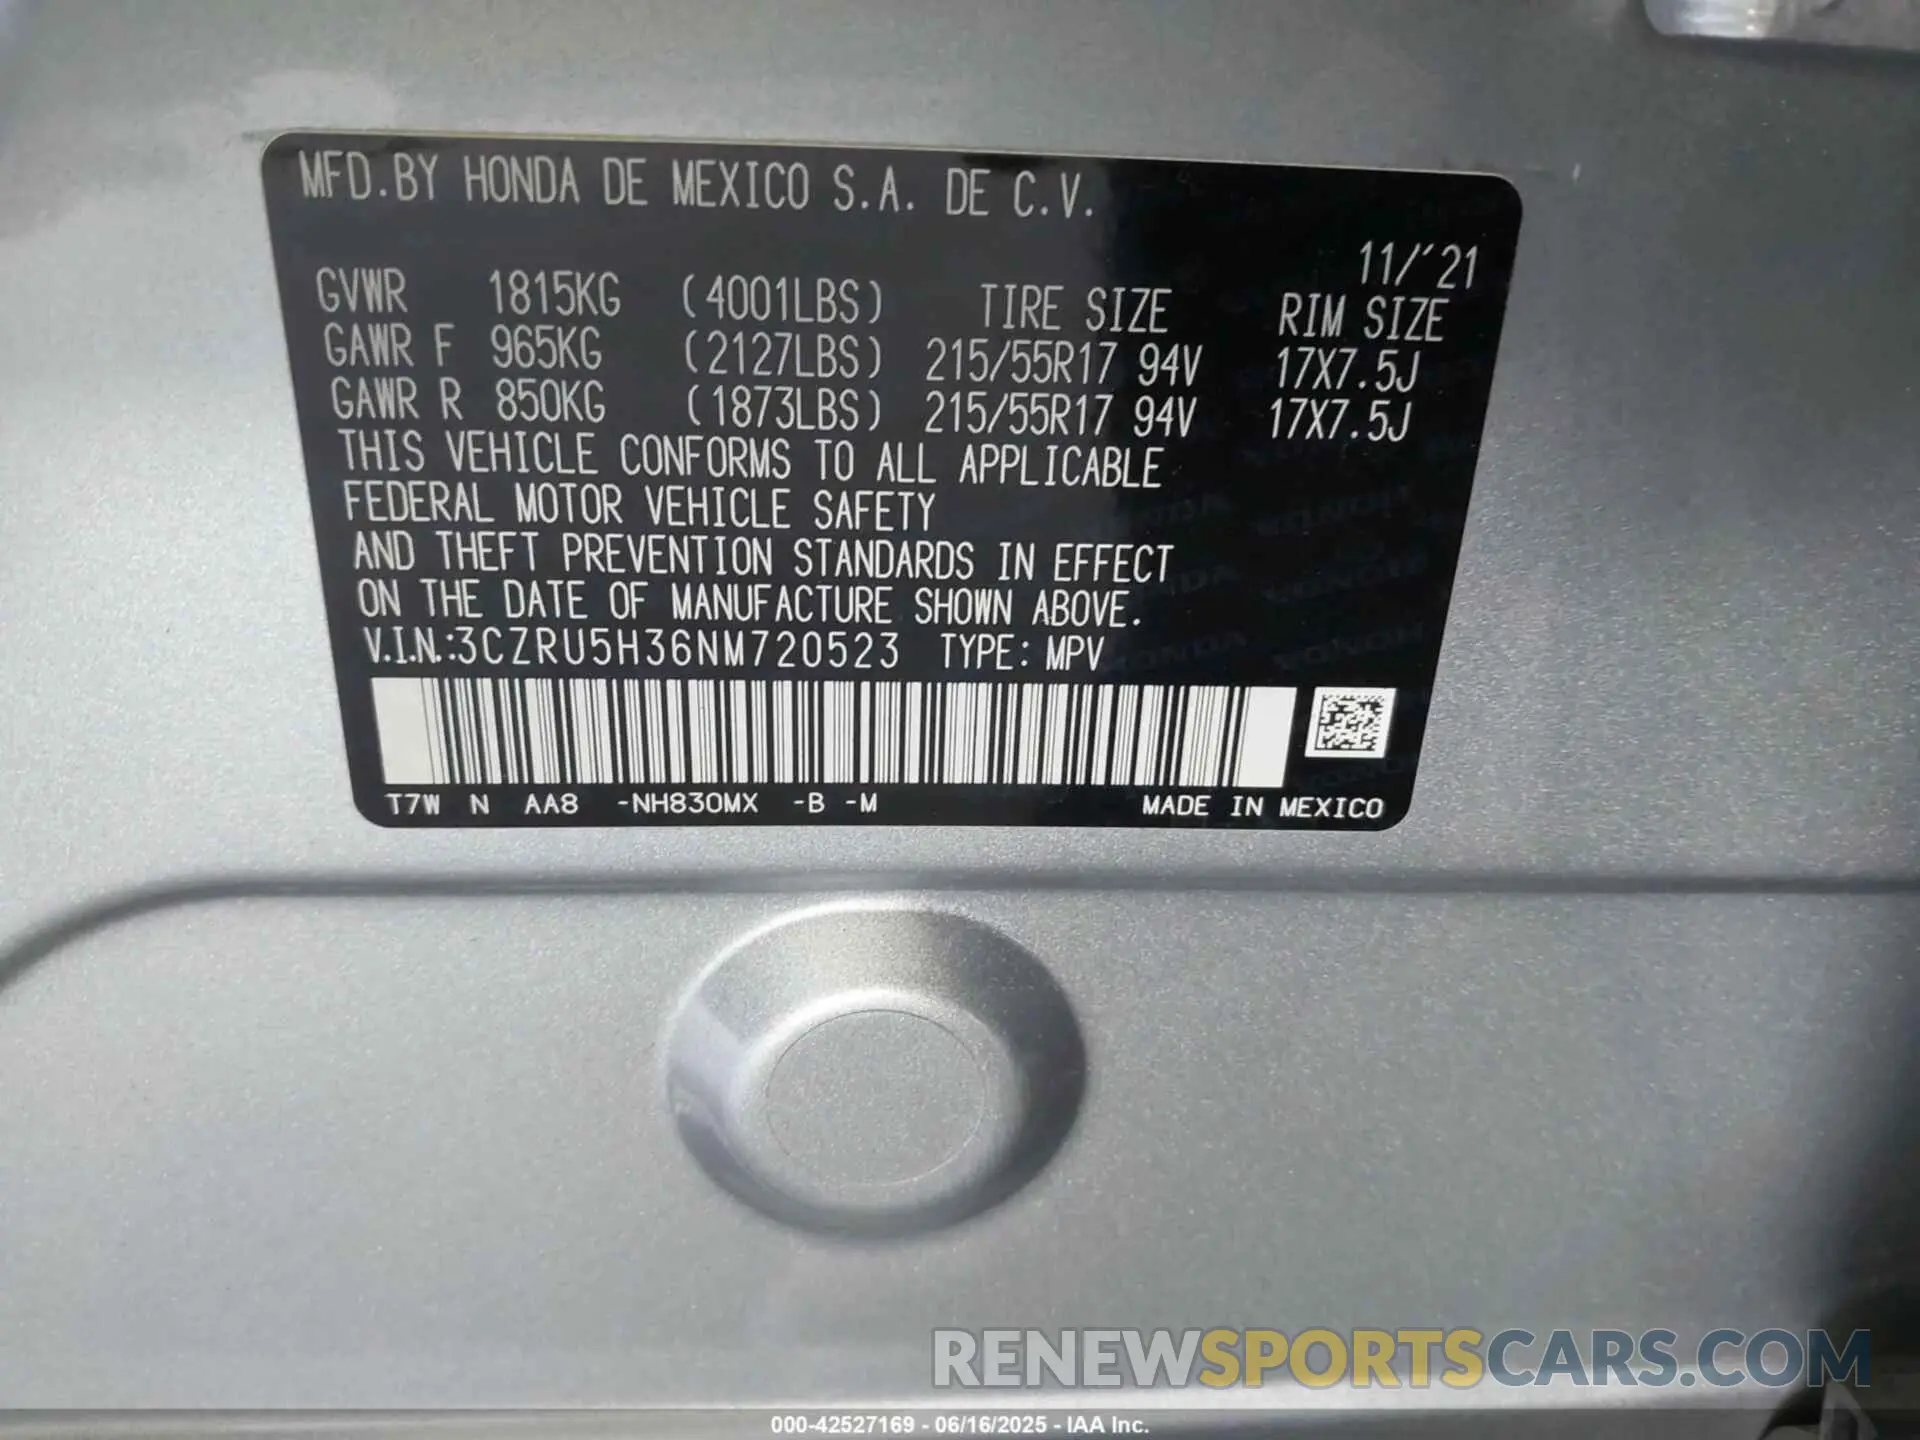 MFD.BY HONDA DE MEXICO S.A. DE C.V.
11/'21
GVWR 1815KG (4001LBS) TIRE SIZE RIM SIZE
GAWR F 965KG (2127LBS) 215/55R17 94V 17X7.5J
GAWR R 850KG (1873LBS) 215/55R17 94V 17X7.5J
THIS VEHICLE CONFORMS TO ALL APPLICABLE
FEDERAL MOTOR VEHICLE SAFETY
AND THEFT PREVENTION STANDARDS IN EFFECT
ON THE DATE OF MANUFACTURE SHOWN ABOVE.
V.I.N.:3CZRU5H36NM720523 TYPE: MPV
T7W N AA8 -NH830MX -B -M MADE IN MEXICO
RENEWSPORTSCARS.COM
000-42527169 - 06/16/2025 - IAA Inc.